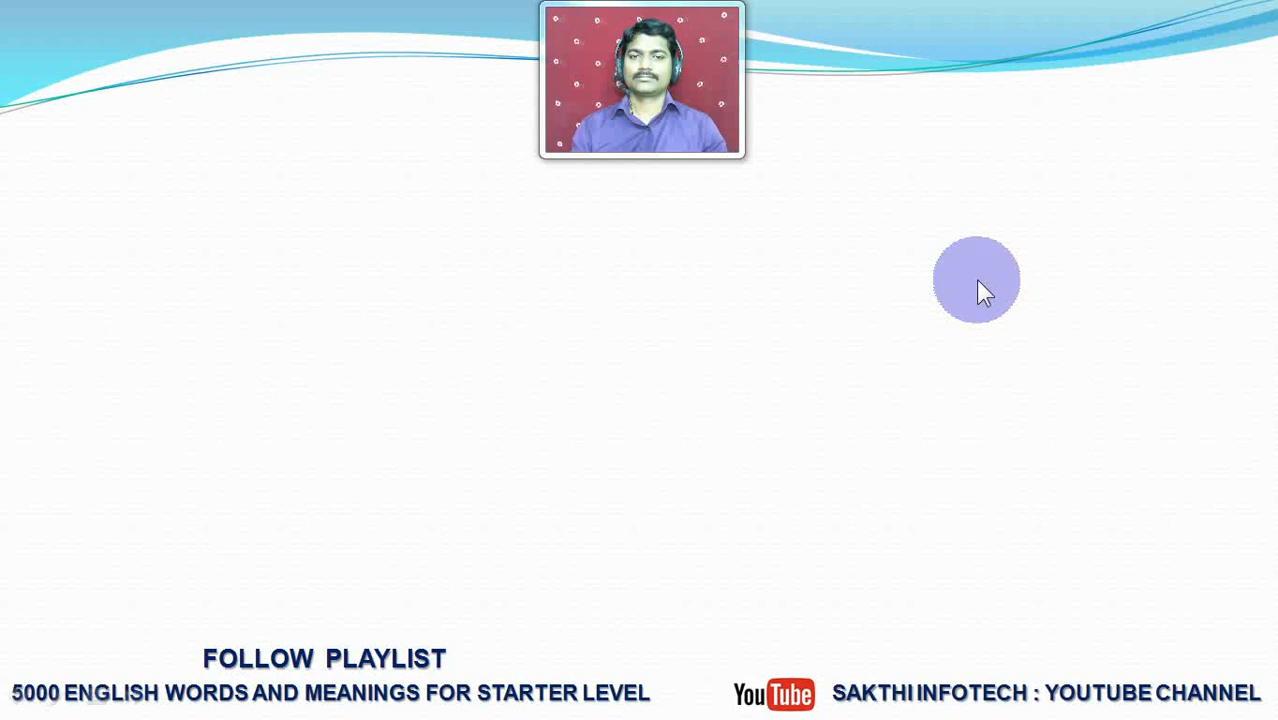 FOLLOW PLAYLIST
5000 ENGLISH WORDS AND MEANINGS FOR STARTER LEVEL
YouTube SAKTHI INFOTECH : YOUTUBE CHANNEL